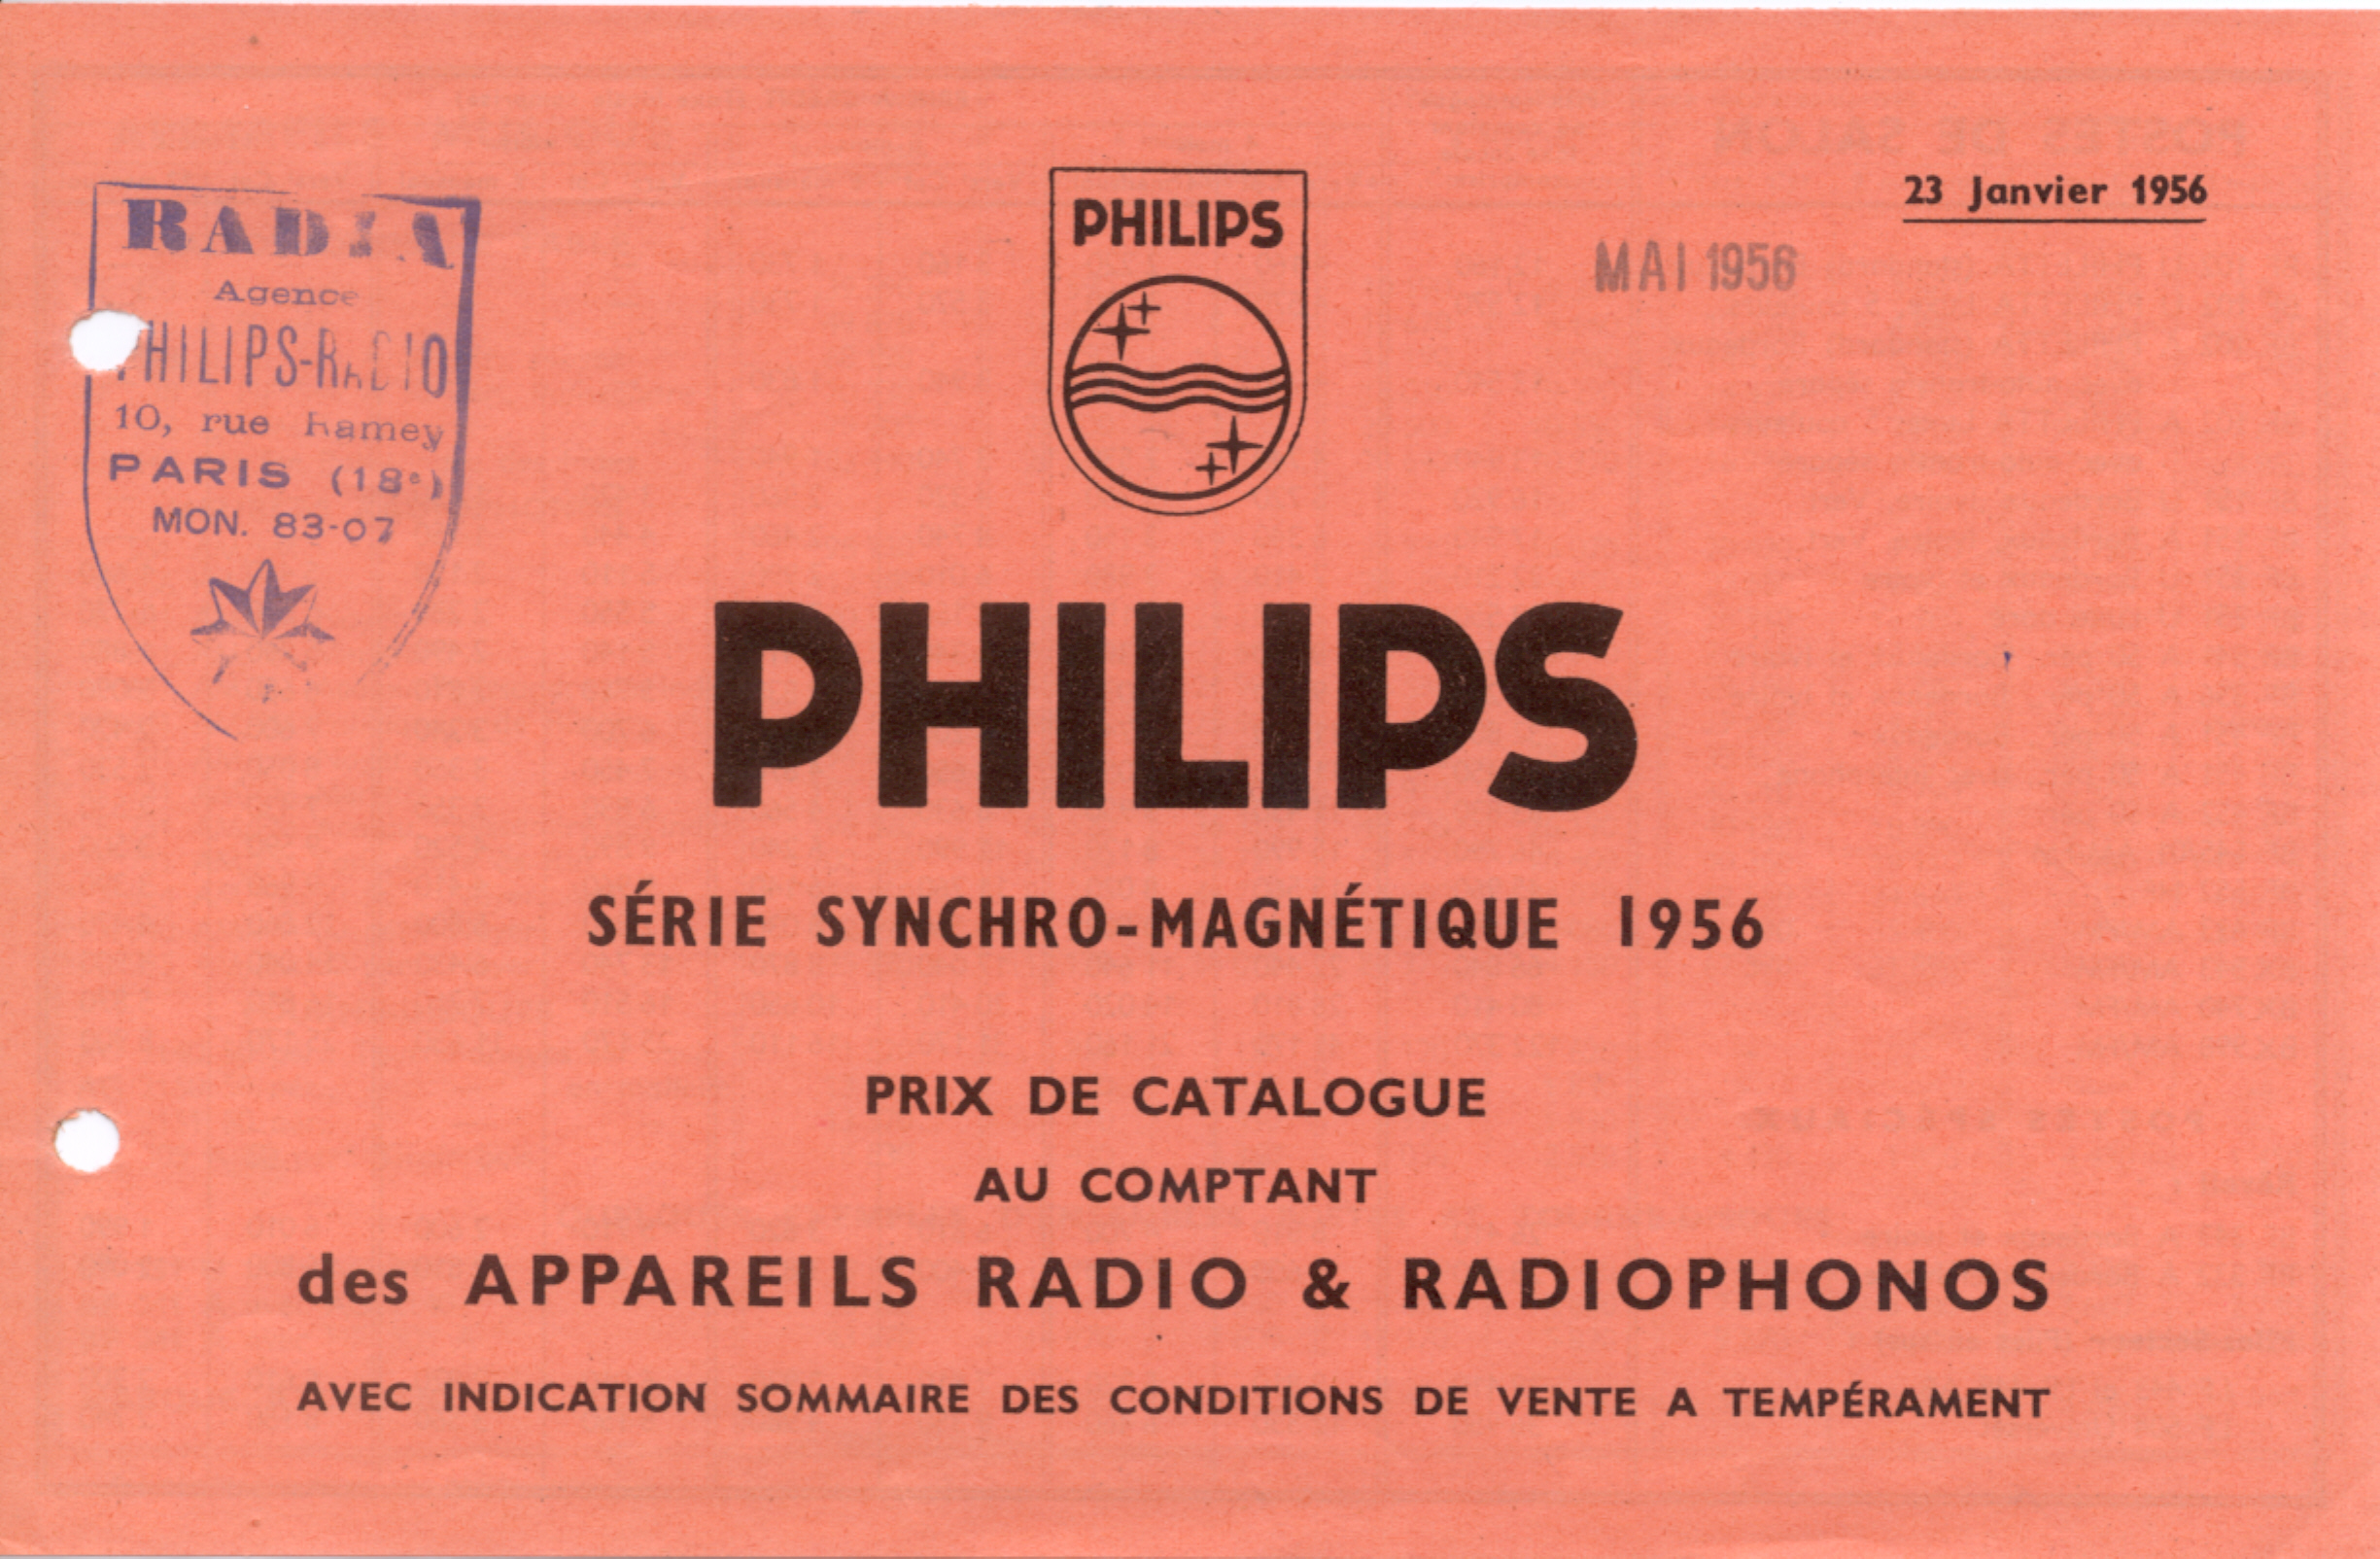 RADIA
Agence
PHILIPS-RADIO
10, rue Ramey
PARIS (18e)
MON. 83-07
PHILIPS
23 Janvier 1956
MAI 1956
PHILIPS
SÉRIE SYNCHRO-MAGNÉTIQUE 1956
PRIX DE CATALOGUE
AU COMPTANT
des APPAREILS RADIO & RADIOPHONOS
AVEC INDICATION SOMMAIRE DES CONDITIONS DE VENTE A TEMPÉRAMENT